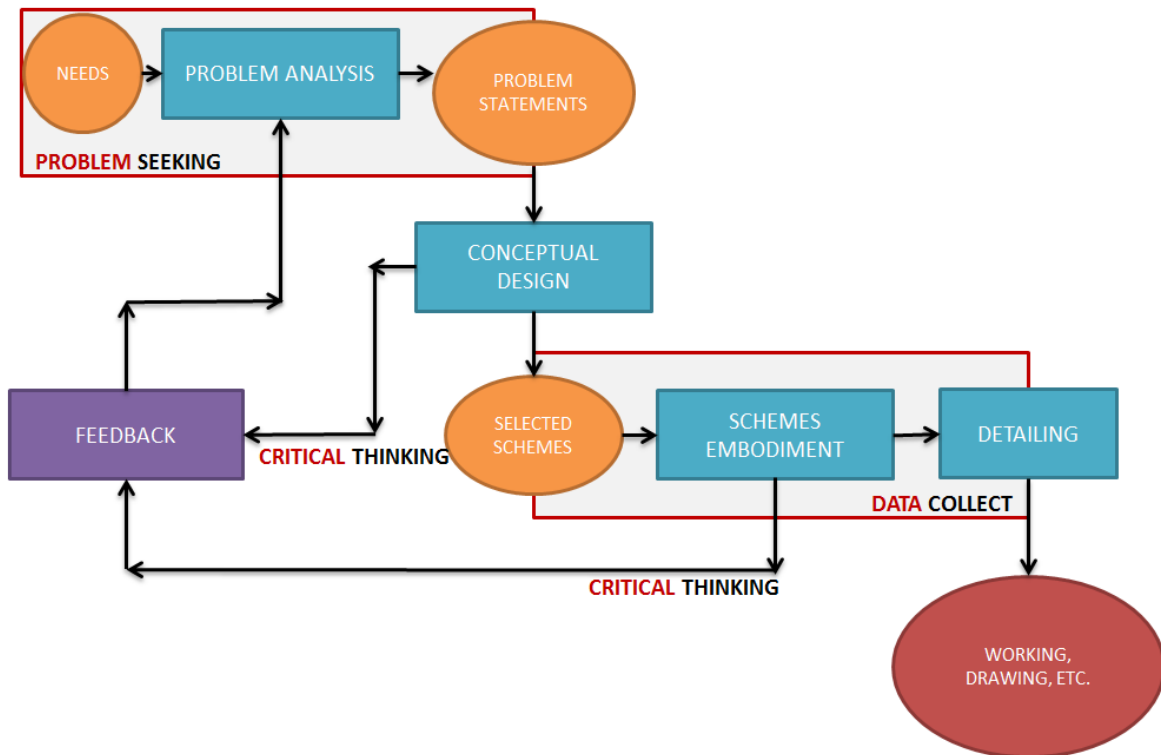 NEEDS
PROBLEM ANALYSIS
PROBLEM
STATEMENTS
PROBLEM SEEKING
CONCEPTUAL
DESIGN
FEEDBACK
CRITICAL THINKING
SELECTED
SCHEMES
SCHEMES
EMBODIMENT
DETAILING
DATA COLLECT
CRITICAL THINKING
WORKING,
DRAWING, ETC.